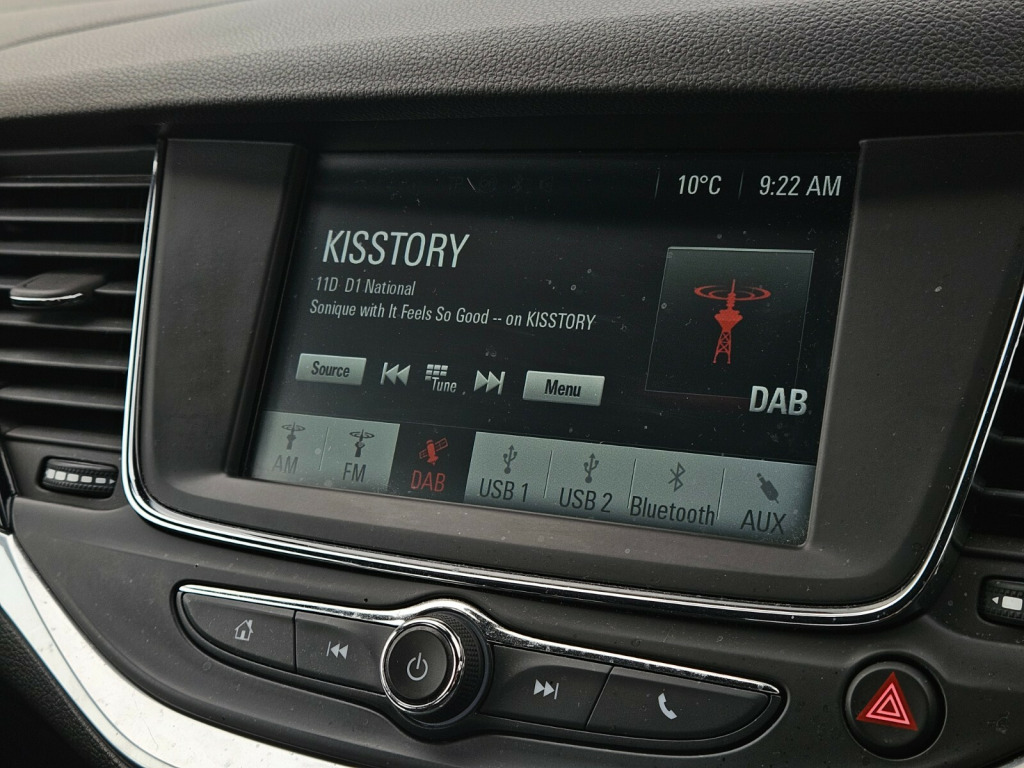 10°C 9:22 AM
KISSTORY
11D D1 National
Sonique with It Feels So Good -- on KISSTORY
Source Tune Menu
DAB
AM FM DAB USB 1 USB 2 Bluetooth AUX